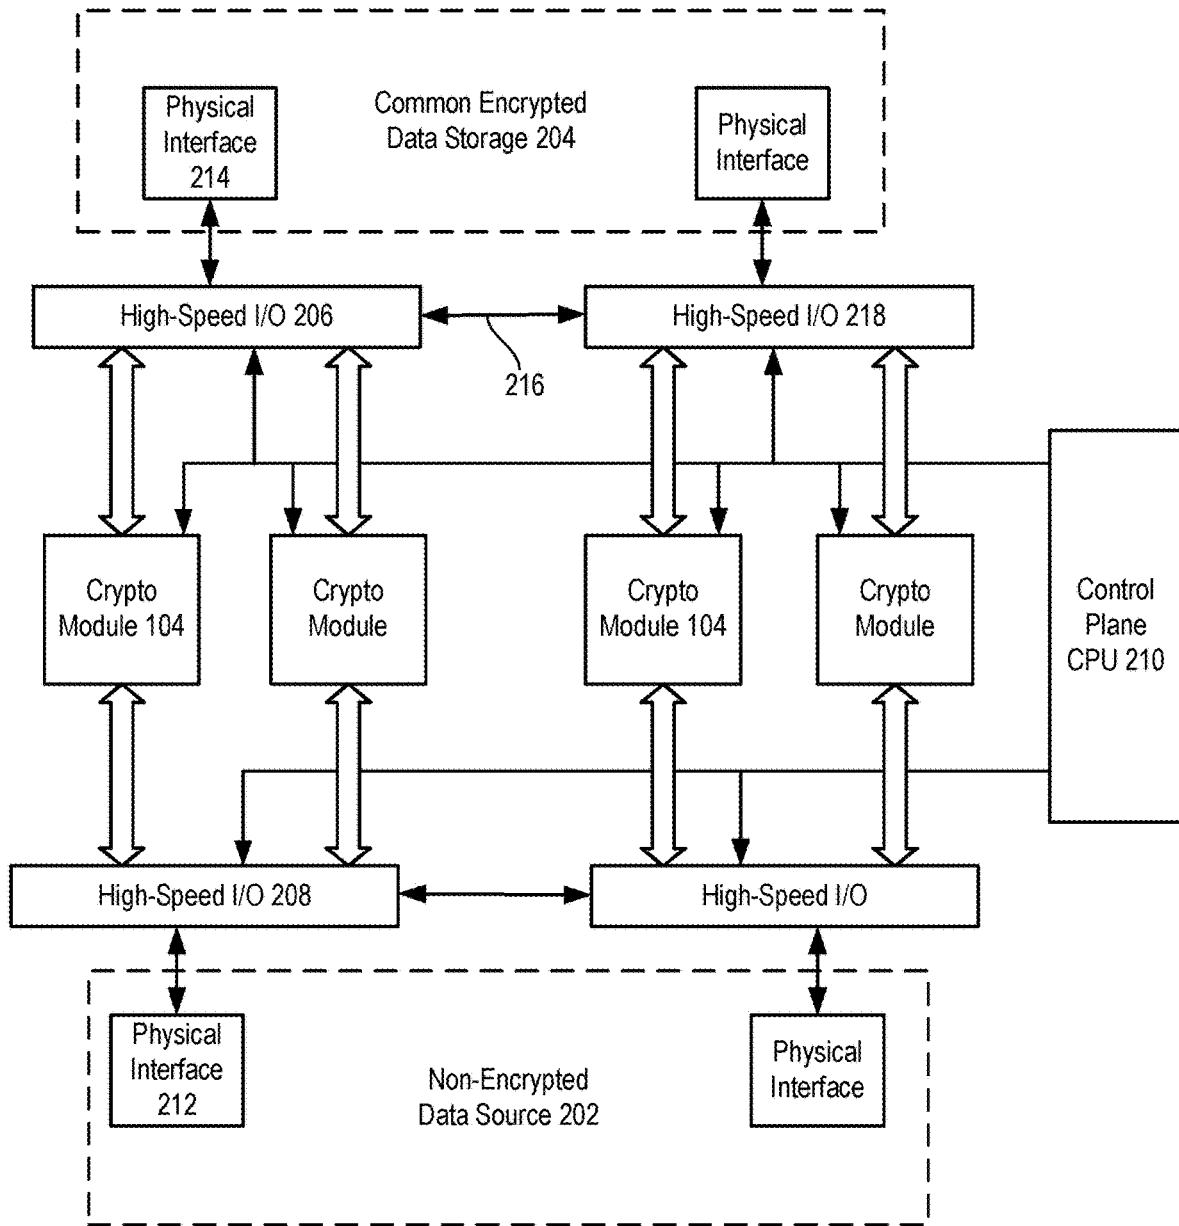 Physical
Interface
214
Common Encrypted
Data Storage 204
Physical
Interface
High-Speed I/O 206
High-Speed I/O 218
216
Crypto
Module 104
Crypto
Module
Crypto
Module 104
Crypto
Module
Control
Plane
CPU 210
High-Speed I/O 208
High-Speed I/O
Physical
Interface
212
Non-Encrypted
Data Source 202
Physical
Interface